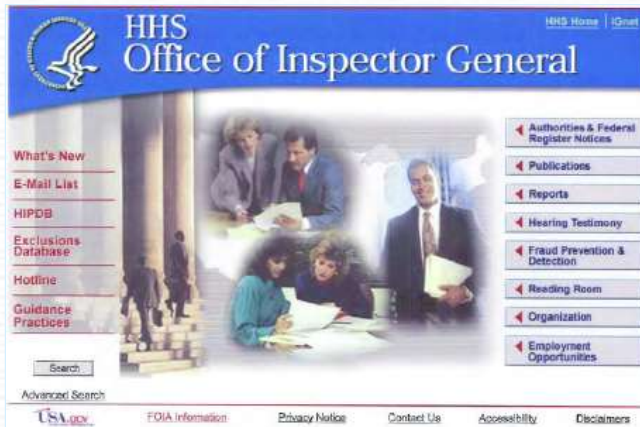 HHS
Office of Inspector General
HHS Home | IGnet
What's New
E-Mail List
HIPDB
Exclusions
Database
Hotline
Guidance
Practices
Search
Advanced Search
Authorities & Federal
Register Notices
Publications
Reports
Hearing Testimony
Fraud Prevention &
Detection
Reading Room
Organization
Employment
Opportunities
USA.gov
FOIA Information
Privacy Notice
Contact Us
Accessibility
Disclaimers